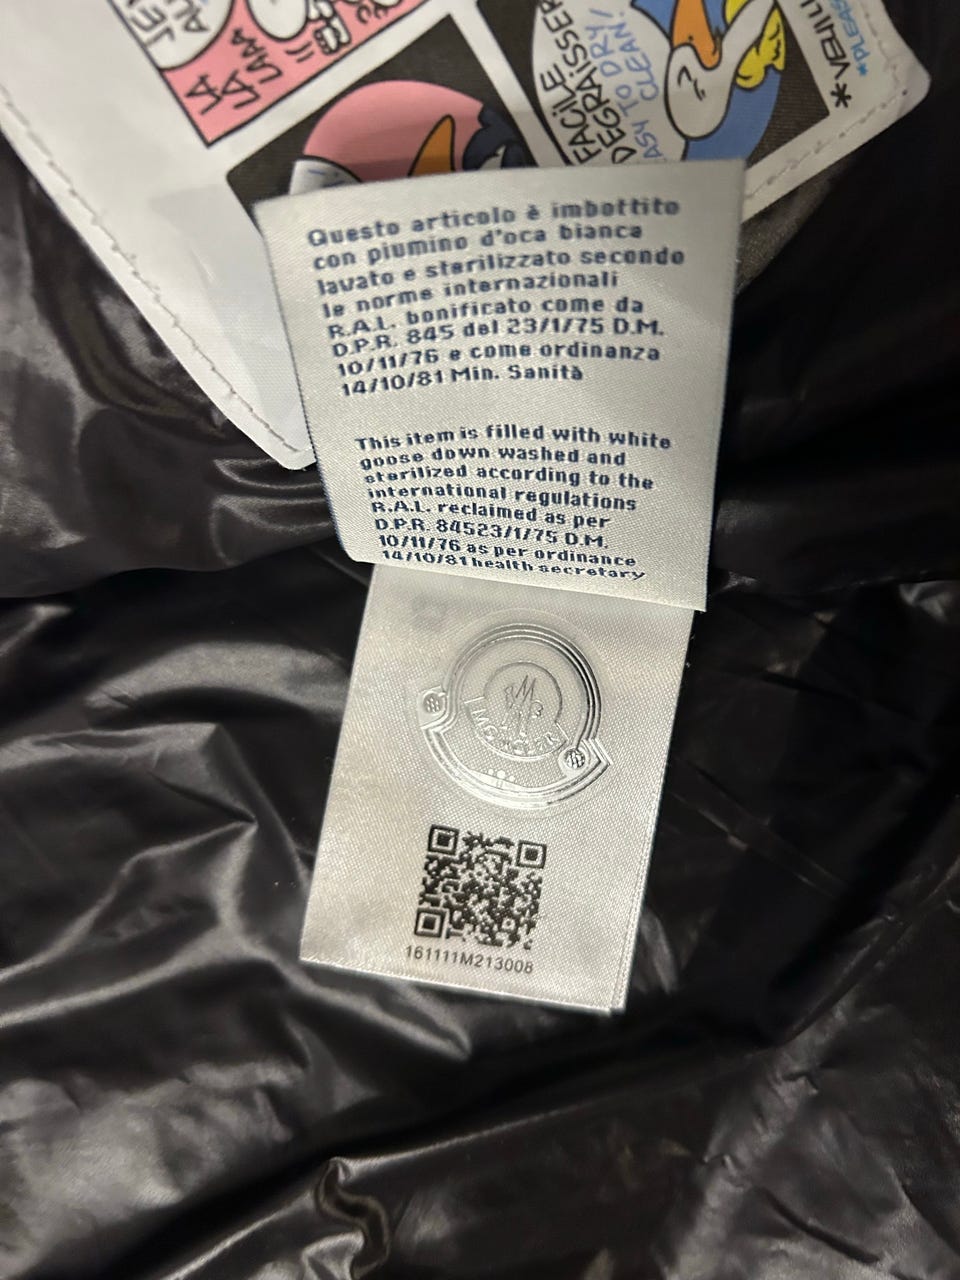 LA
LA LAAA
FACILE
DEGRAISSER
EASY TO DRY/
CLEAN/
Questo articolo è imbottito
con piumino d'oca bianca
lavato e sterilizzato secondo
le norme internazionali
R.A.L. bonificato come da
D.P.R. 845 del 23/1/75 D.M.
10/11/76 e come ordinanza
14/10/81 Min. Sanità
This item is filled with white
goose down washed and
sterilized according to the
international regulations
R.A.L. reclaimed as per
D.P.R. 84523/1/75 D.M.
10/11/76 as per ordinance
14/10/81 health secretary
M
MONCLER
161111M213008